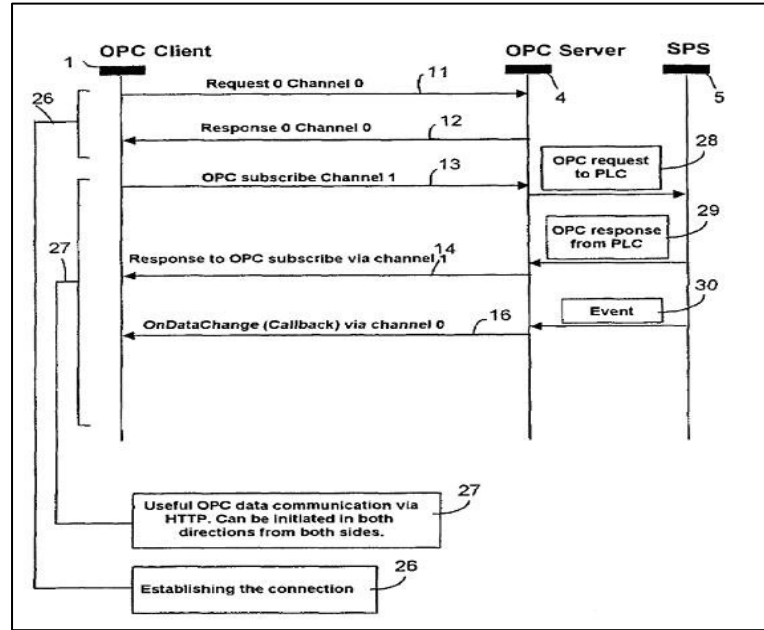 OPC Client
OPC Server
SPS
1
4
5
26
Request 0 Channel 0
11
Response 0 Channel 0
12
OPC subscribe Channel 1
13
OPC request
to PLC
28
27
OPC response
from PLC
29
Response to OPC subscribe via channel 1
14
Event
30
OnDataChange (Callback) via channel 0
16
Useful OPC data communication via
HTTP. Can be initiated in both
directions from both sides.
27
Establishing the connection
26